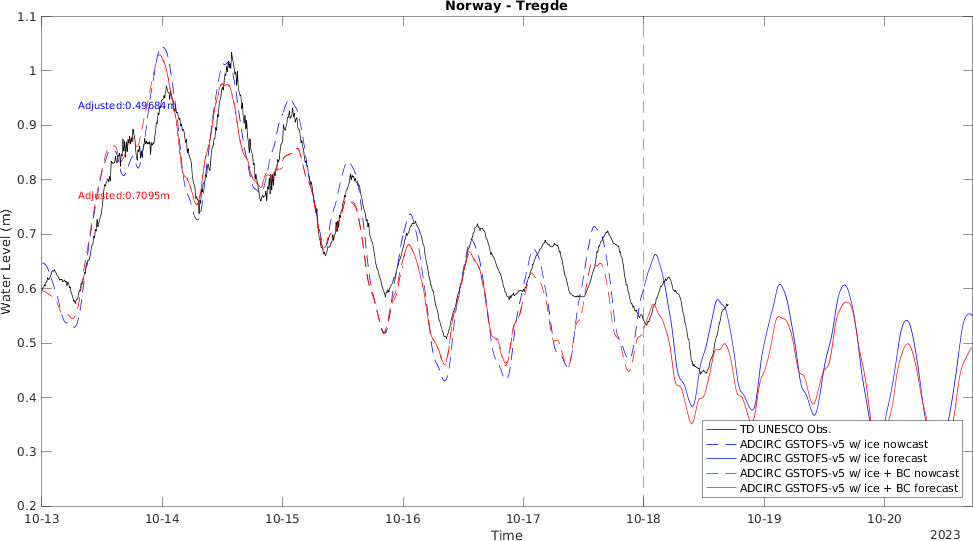 Norway - Tregde
1.1
1
0.9
0.8
0.7
0.6
0.5
0.4
0.3
0.2
Water Level (m)
Adjusted:0.49684m
Adjusted:0.7095m
TD UNESCO Obs.
ADCIRC GSTOFS-v5 w/ ice nowcast
ADCIRC GSTOFS-v5 w/ ice forecast
ADCIRC GSTOFS-v5 w/ ice + BC nowcast
ADCIRC GSTOFS-v5 w/ ice + BC forecast
10-13 10-14 10-15 10-16 10-17 10-18 10-19 10-20
Time
2023